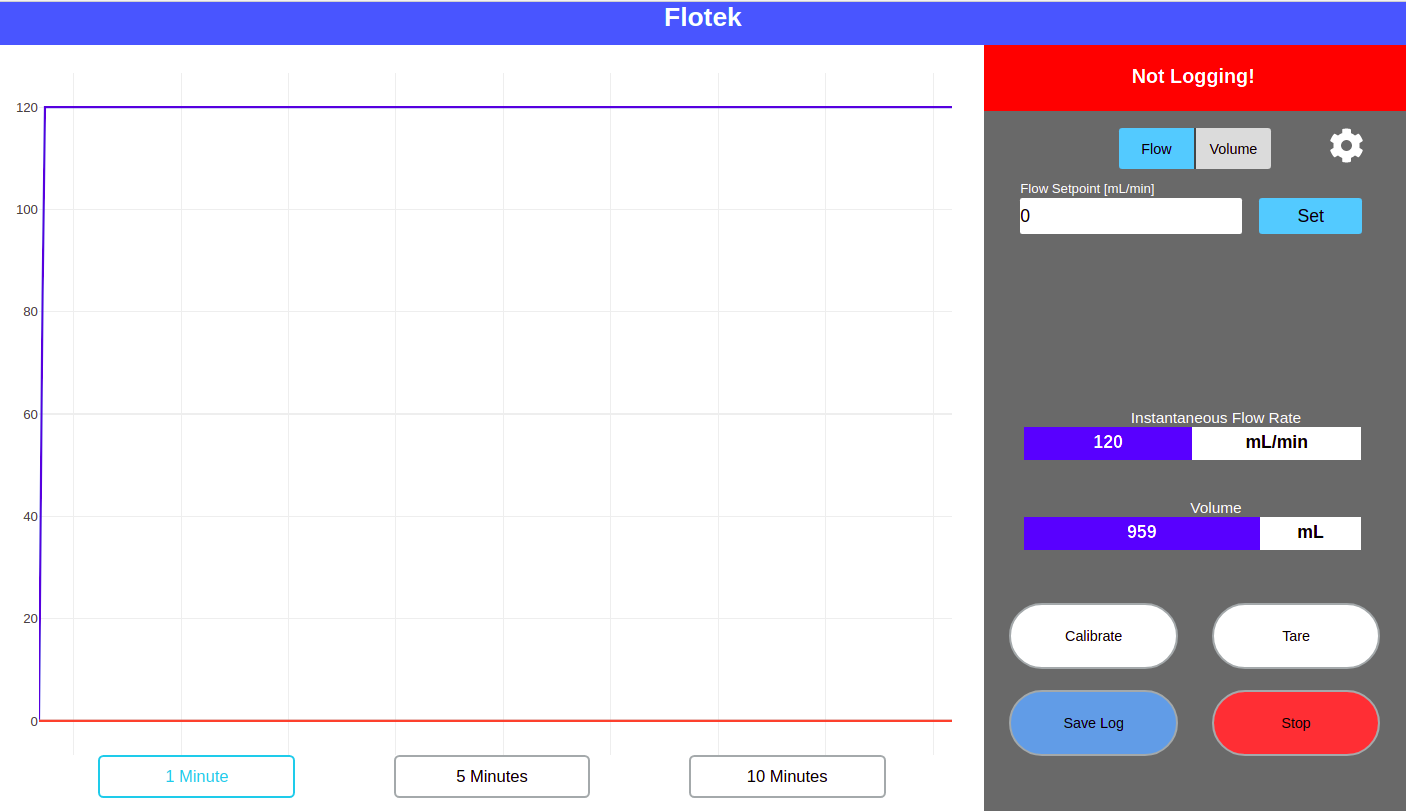 Flotek
Not Logging!
Flow Volume
Flow Setpoint [mL/min]
0 Set
120
100
80
60
40
20
0
Instantaneous Flow Rate
120 mL/min
Volume
959 mL
Calibrate Tare
Save Log Stop
1 Minute 5 Minutes 10 Minutes